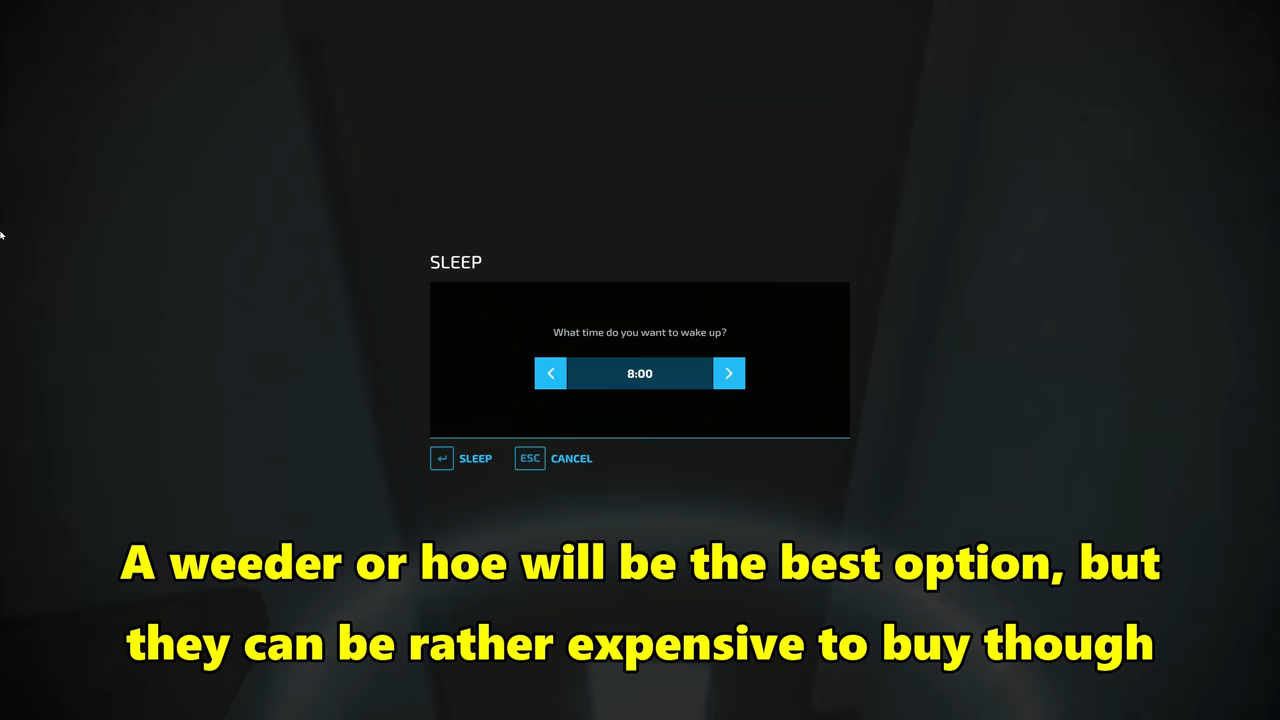 SLEEP
What time do you want to wake up?
8:00
SLEEP ESC CANCEL
A weeder or hoe will be the best option, but
they can be rather expensive to buy though